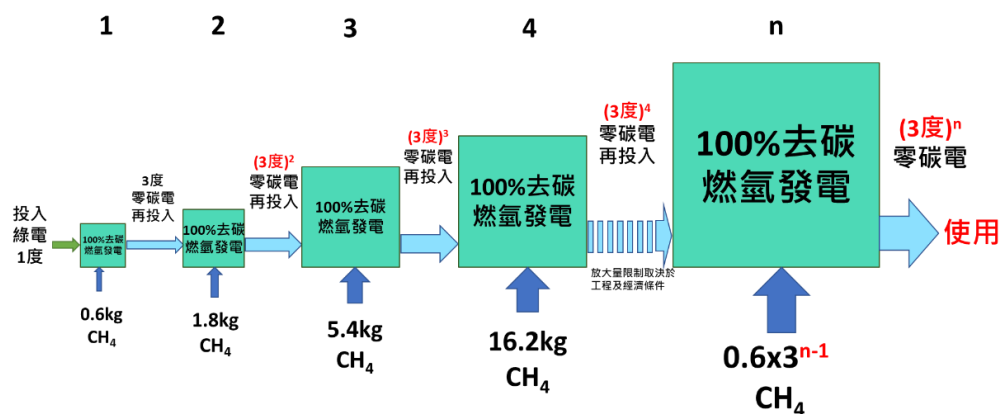 1
2
3
4
n
投入
綠電
1度
100%去碳
燃氫發電
0.6kg
CH₄
3度
零碳電
再投入
100%去碳
燃氫發電
1.8kg
CH₄
(3度)²
零碳電
再投入
100%去碳
燃氫發電
5.4kg
CH₄
(3度)³
零碳電
再投入
100%去碳
燃氫發電
16.2kg
CH₄
(3度)⁴
零碳電
再投入
放大量限制取決於
工程及經濟條件
100%去碳
燃氫發電
0.6x3ⁿ⁻¹
CH₄
(3度)ⁿ
零碳電
使用